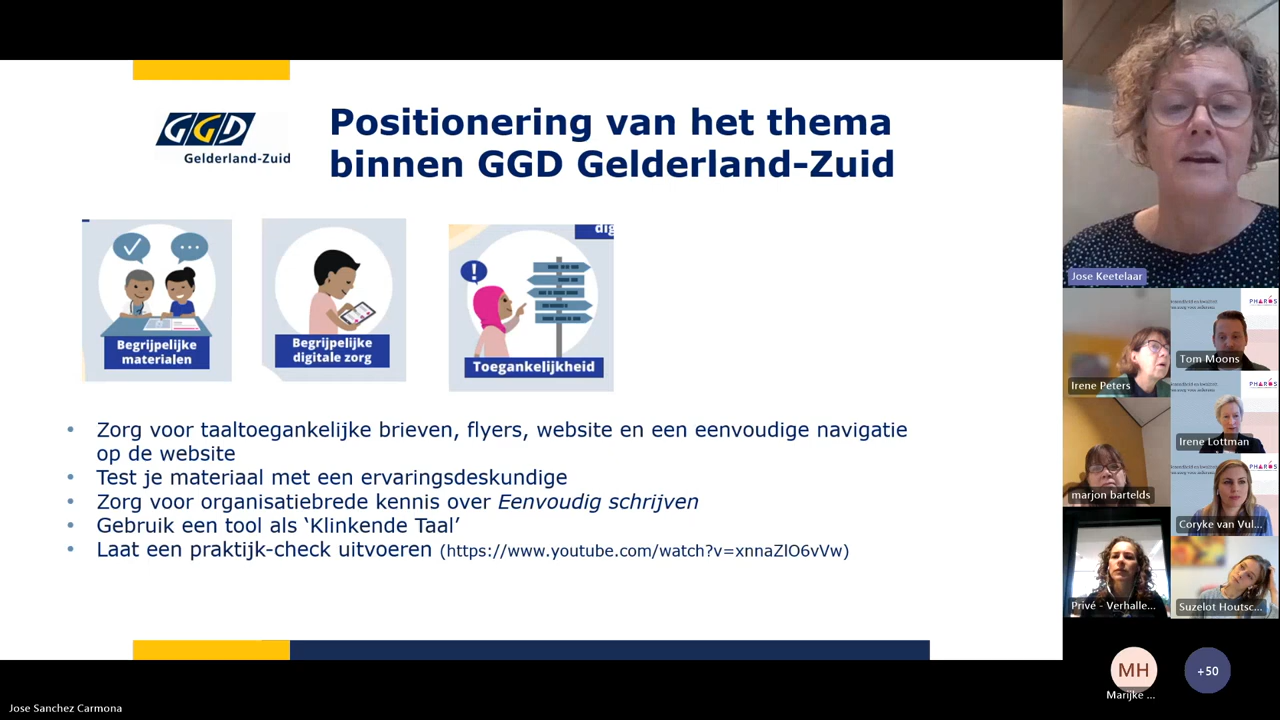 GGD
Gelderland-Zuid
Positionering van het thema
binnen GGD Gelderland-Zuid
Begrijpelijke
materialen
Begrijpelijke
digitale zorg
!
Toegankelijkheid
• Zorg voor taaltoegankelijke brieven, flyers, website en een eenvoudige navigatie
op de website
• Test je materiaal met een ervaringsdeskundige
• Zorg voor organisatiebrede kennis over Eenvoudig schrijven
• Gebruik een tool als ‘Klinkende Taal’
• Laat een praktijk-check uitvoeren (https://www.youtube.com/watch?v=xnnaZlO6vVw)
Jose Keetelaar
Irene Peters
PHAROS
Tom Moons
PHAROS
Irene Lottman
marjon bartelds
PHAROS
Coryke van Vul...
Privé - Verhalle...
Suzelot Houtsc...
MH
Marijke ...
+50
Jose Sanchez Carmona